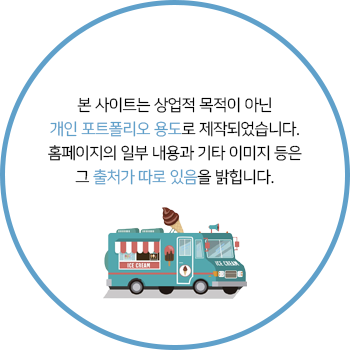 본 사이트는 상업적 목적이 아닌
개인 포트폴리오 용도로 제작되었습니다.
홈페이지의 일부 내용과 기타 이미지 등은
그 출처가 따로 있음을 밝힙니다.
ICE CREAM
ICE CREAM